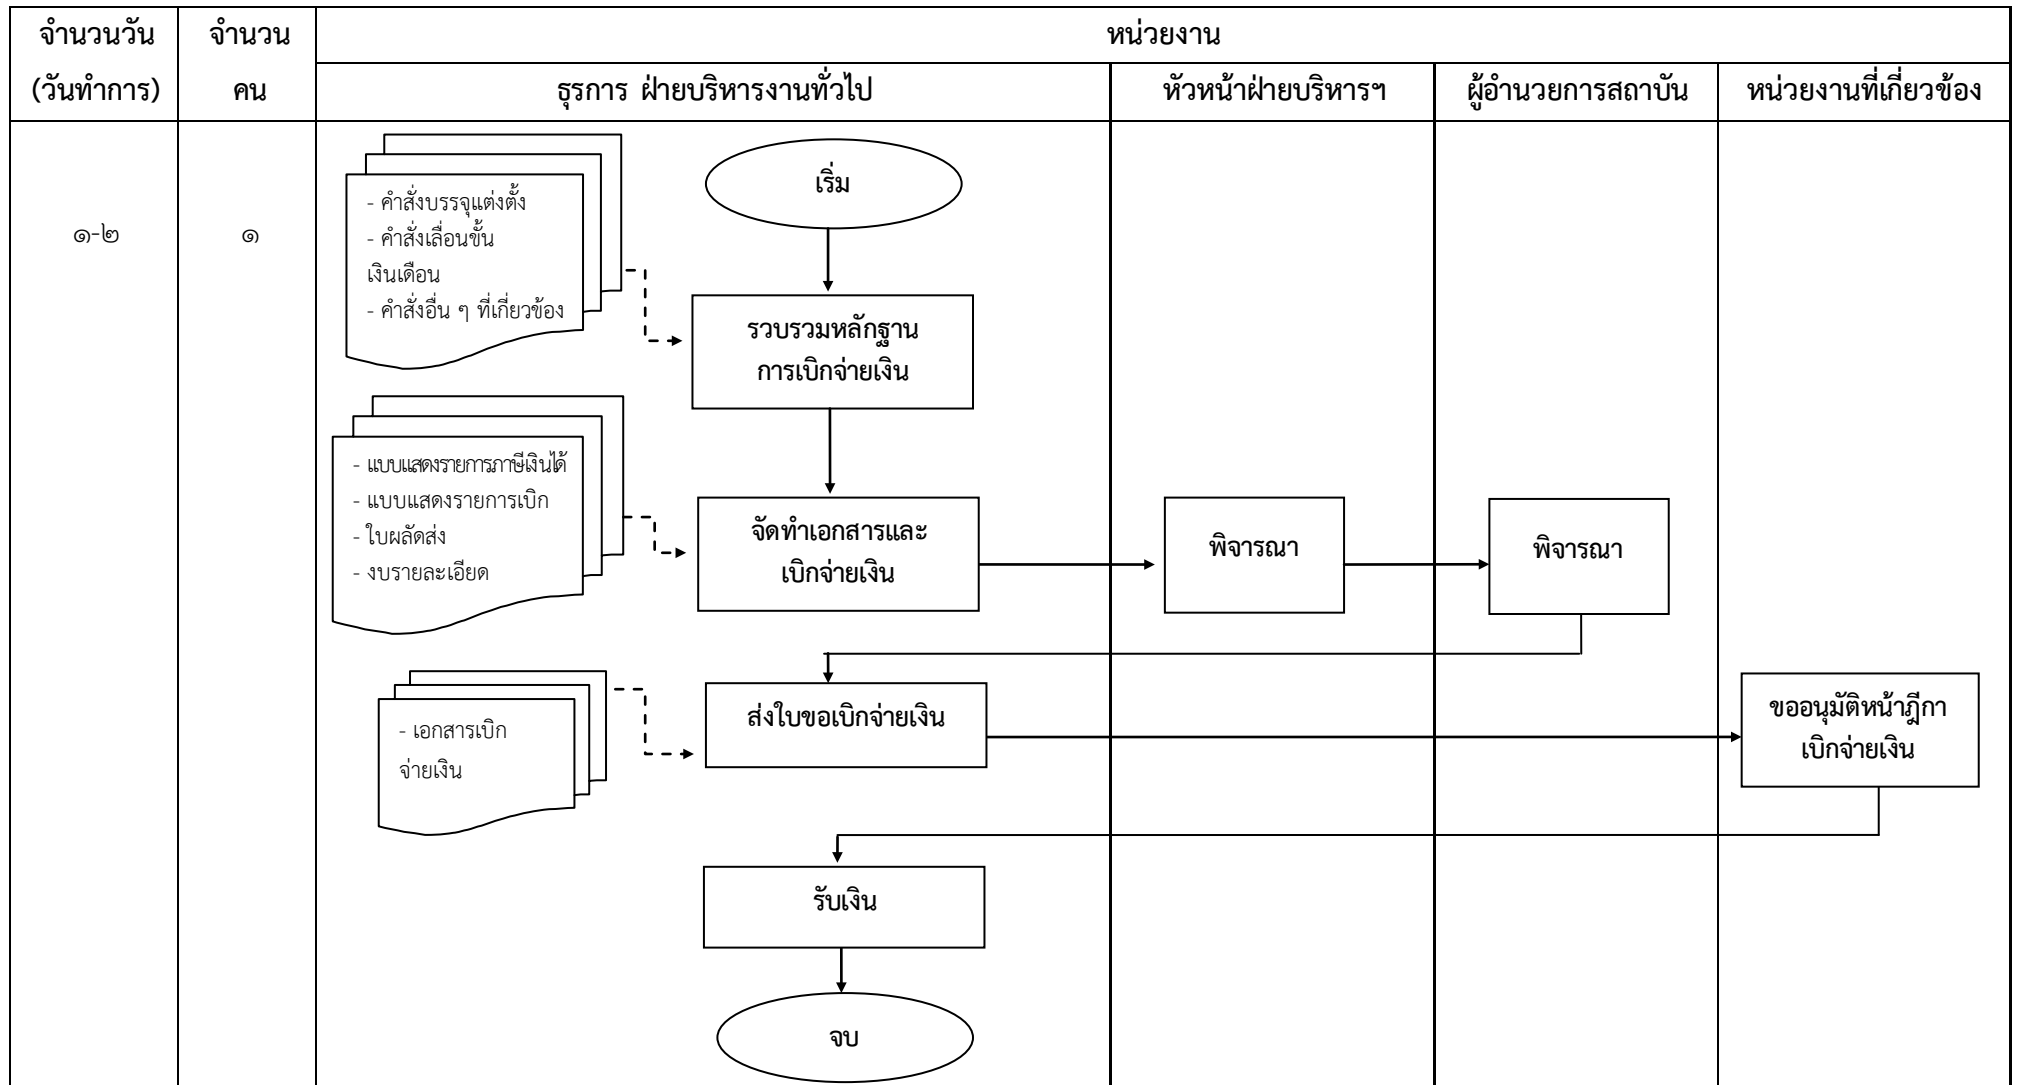 จำนวนวัน
(วันทำการ)
จำนวน
คน
หน่วยงาน
ธุรการ ฝ่ายบริหารงานทั่วไป
หัวหน้าฝ่ายบริหารฯ
ผู้อำนวยการสถาบัน
หน่วยงานที่เกี่ยวข้อง
๑-๒
๑
- คำสั่งบรรจุแต่งตั้ง
- คำสั่งเลื่อนขั้น
เงินเดือน
- คำสั่งอื่น ๆ ที่เกี่ยวข้อง
เริ่ม
รวบรวมหลักฐาน
การเบิกจ่ายเงิน
- แบบแสดงรายการภาษีเงินได้
- แบบแสดงรายการเบิก
- ใบผลัดส่ง
- งบรายละเอียด
จัดทำเอกสารและ
เบิกจ่ายเงิน
พิจารณา
พิจารณา
- เอกสารเบิก
จ่ายเงิน
ส่งใบขอเบิกจ่ายเงิน
ขออนุมัติหน้าฎีกา
เบิกจ่ายเงิน
รับเงิน
จบ